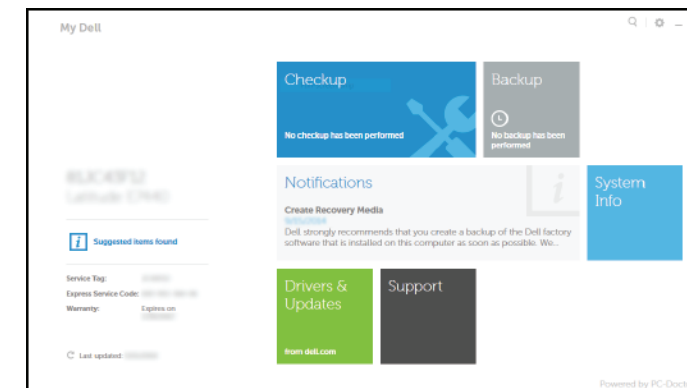 My Dell
Checkup
No checkup has been performed
Backup
No backup has been
performed
Notifications
Create Recovery Media
Dell strongly recommends that you create a backup of the Dell factory
software that is installed on this computer as soon as possible. We...
System
Info
i Suggested items found
Service Tag:
Express Service Code:
Warranty: Expires on
Last updated:
Drivers &
Updates
from dell.com
Support
Powered by PC-Doct